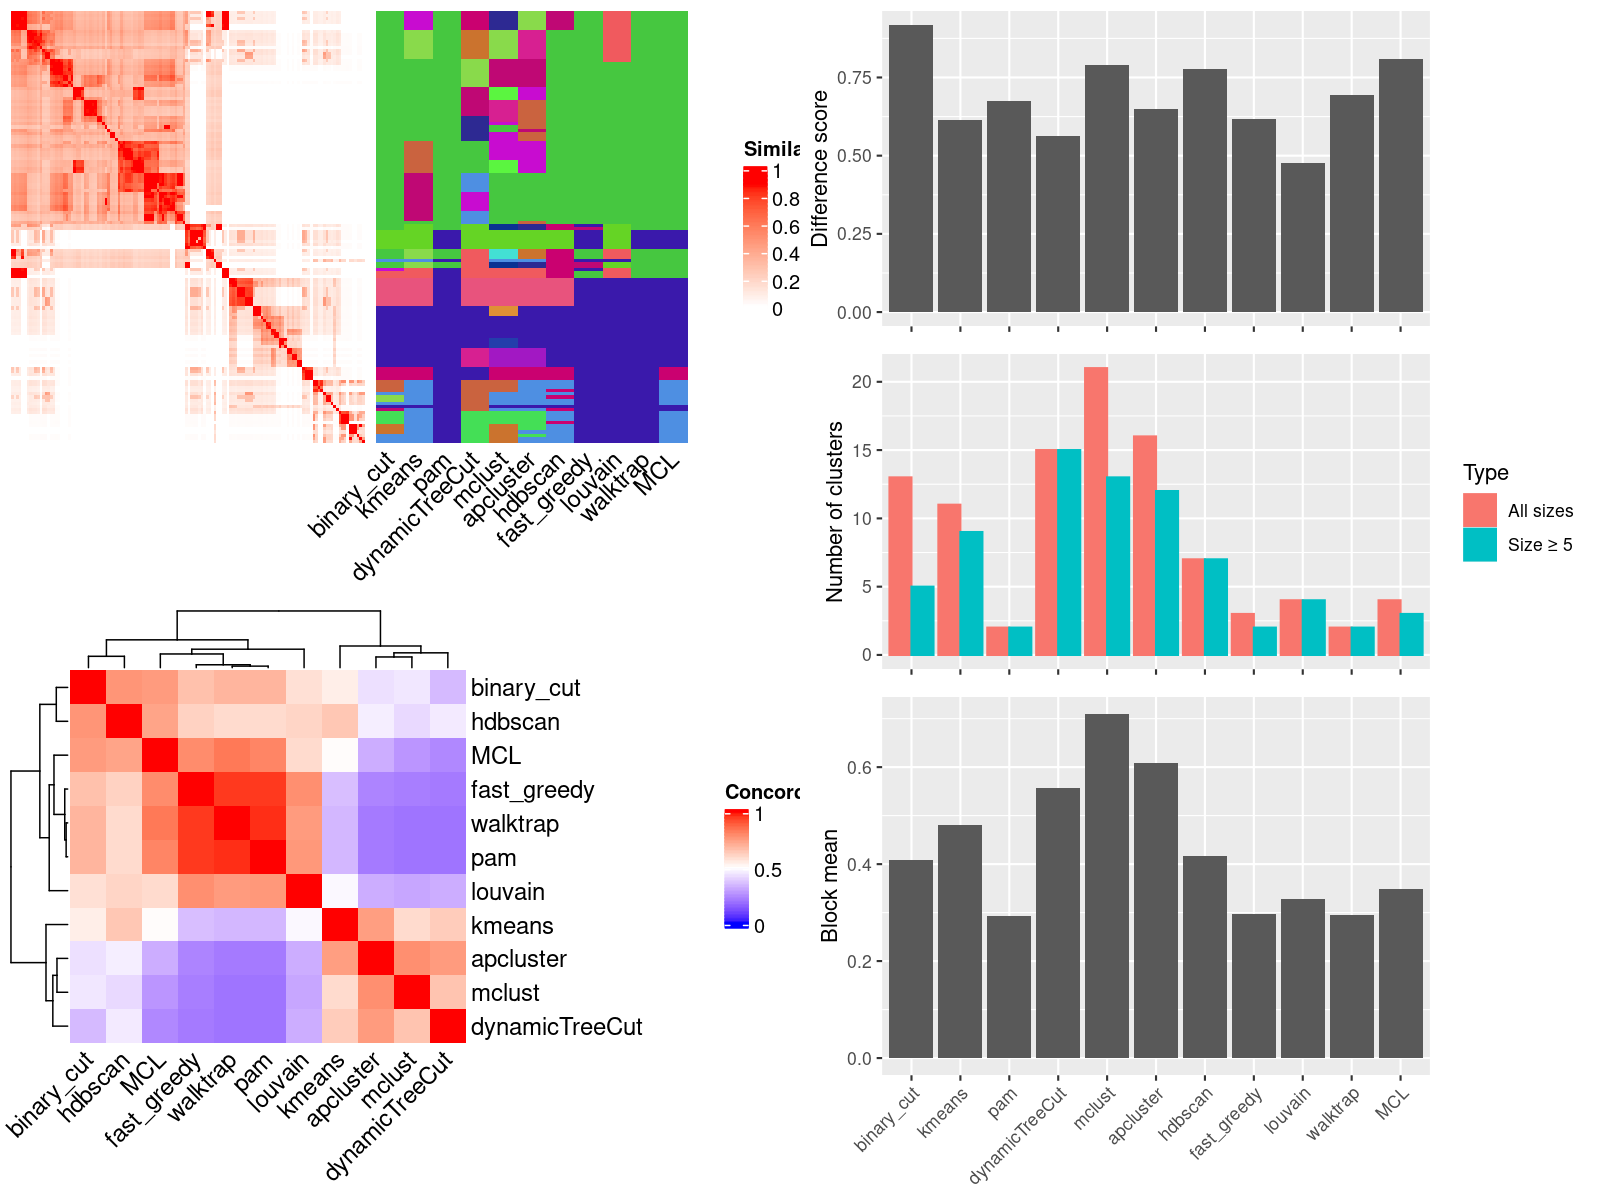 Simila
1
0.8
0.6
0.4
0.2
0
binary_cut
kmeans
pam
dynamicTreeCut
mclust
apcluster
hdbscan
fast_greedy
louvain
walktrap
MCL
binary_cut
hdbscan
MCL
fast_greedy
walktrap
pam
louvain
kmeans
apcluster
mclust
dynamicTreeCut
Concord
1
0.5
0
binary_cut
hdbscan
MCL
fast_greedy
walktrap
pam
louvain
kmeans
apcluster
mclust
dynamicTreeCut
Difference score
0.75
0.50
0.25
0.00
Number of clusters
20
15
10
5
0
Type
All sizes
Size ≥ 5
Block mean
0.6
0.4
0.2
0.0
binary_cut
kmeans
pam
dynamicTreeCut
mclust
apcluster
hdbscan
fast_greedy
louvain
walktrap
MCL